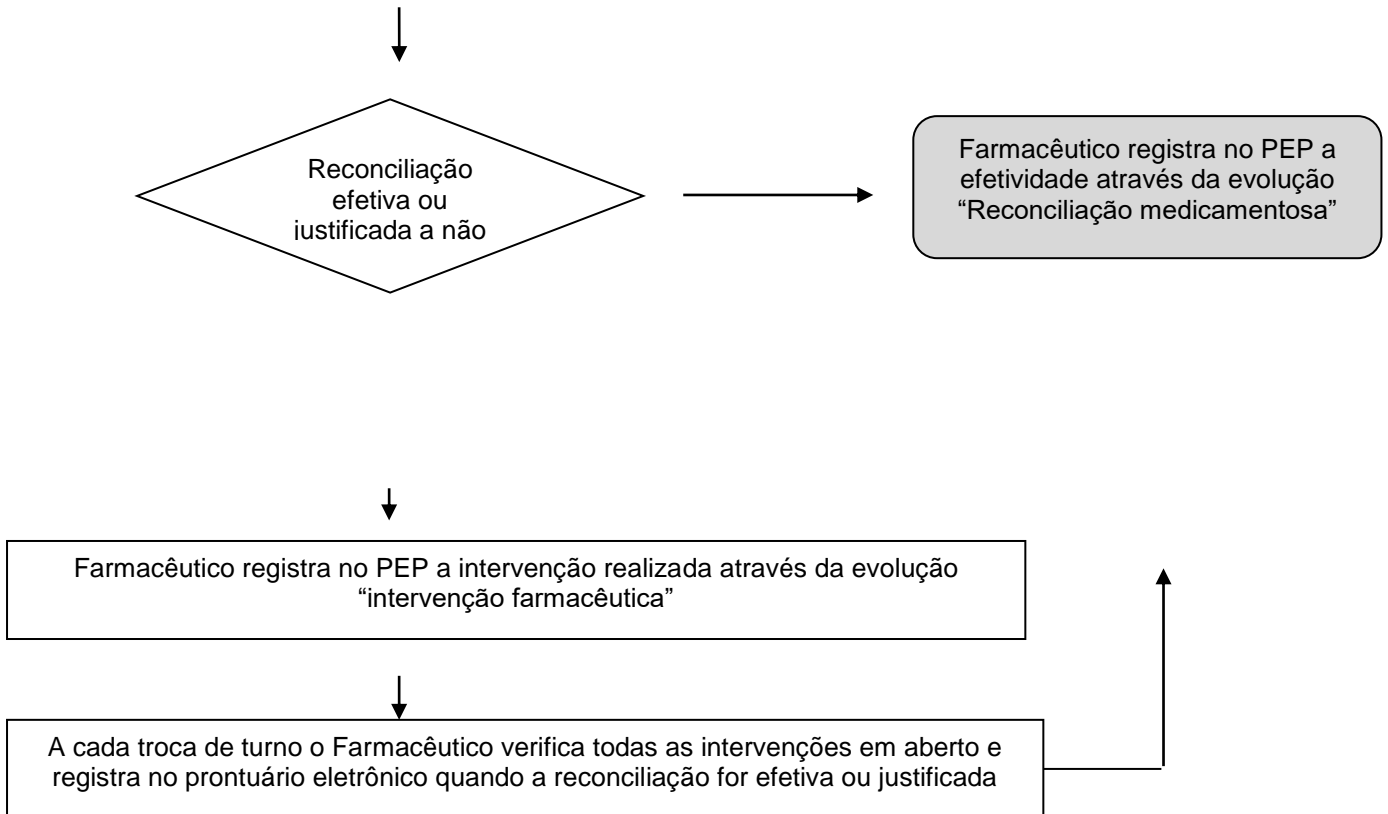 Reconciliação
efetiva ou
justificada a não
Farmacêutico registra no PEP a
efetividade através da evolução
“Reconciliação medicamentosa”
Farmacêutico registra no PEP a intervenção realizada através da evolução
“intervenção farmacêutica”
A cada troca de turno o Farmacêutico verifica todas as intervenções em aberto e
registra no prontuário eletrônico quando a reconciliação for efetiva ou justificada